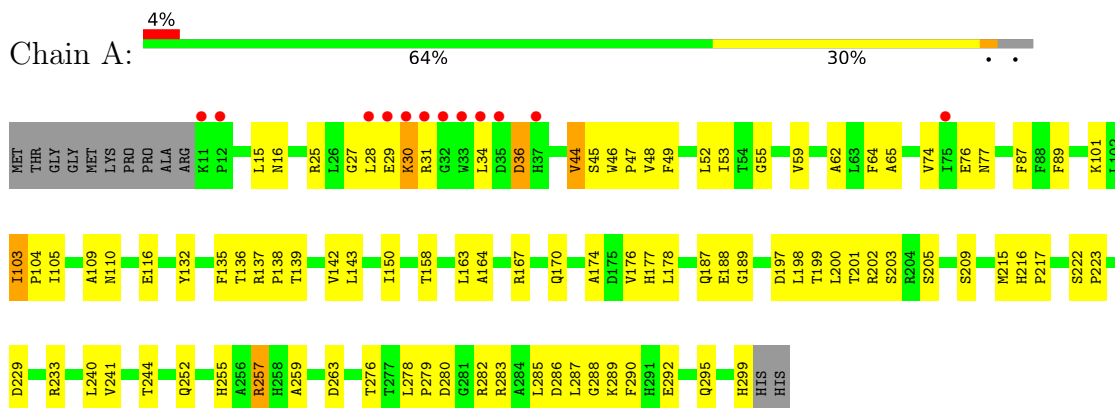 4%
Chain A:
64% 30% • •
MET THR GLY GLY MET LYS PRO PRO ALA ARG K11 P12 L15 N16 R25 L26 G27 L28 E29 K30 R31 G32 W33 L34 D35 D36 H37 V44 S45 W46 P47 V48 F49 L52 I53 T54 G55 V59 A62 L63 F64 A65 V74 I75 E76 N77 F87 F88 F89 K101 L102
I103 P104 I105 A109 N110 E116 Y132 F135 T136 R137 P138 T139 V142 L143 I150 T158 L163 A164 R167 Q170 A174 D175 V176 H177 L178 Q187 E188 G189 D197 L198 T199 L200 T201 R202 S203 R204 S205 S209 M215 H216 P217 S222 P223
D229 R233 L240 V241 T244 Q252 H255 A256 R257 H258 A259 D263 T276 T277 L278 P279 D280 G281 R282 R283 A284 L285 D286 L287 G288 K289 F290 H291 E292 Q295 H299 HIS HIS